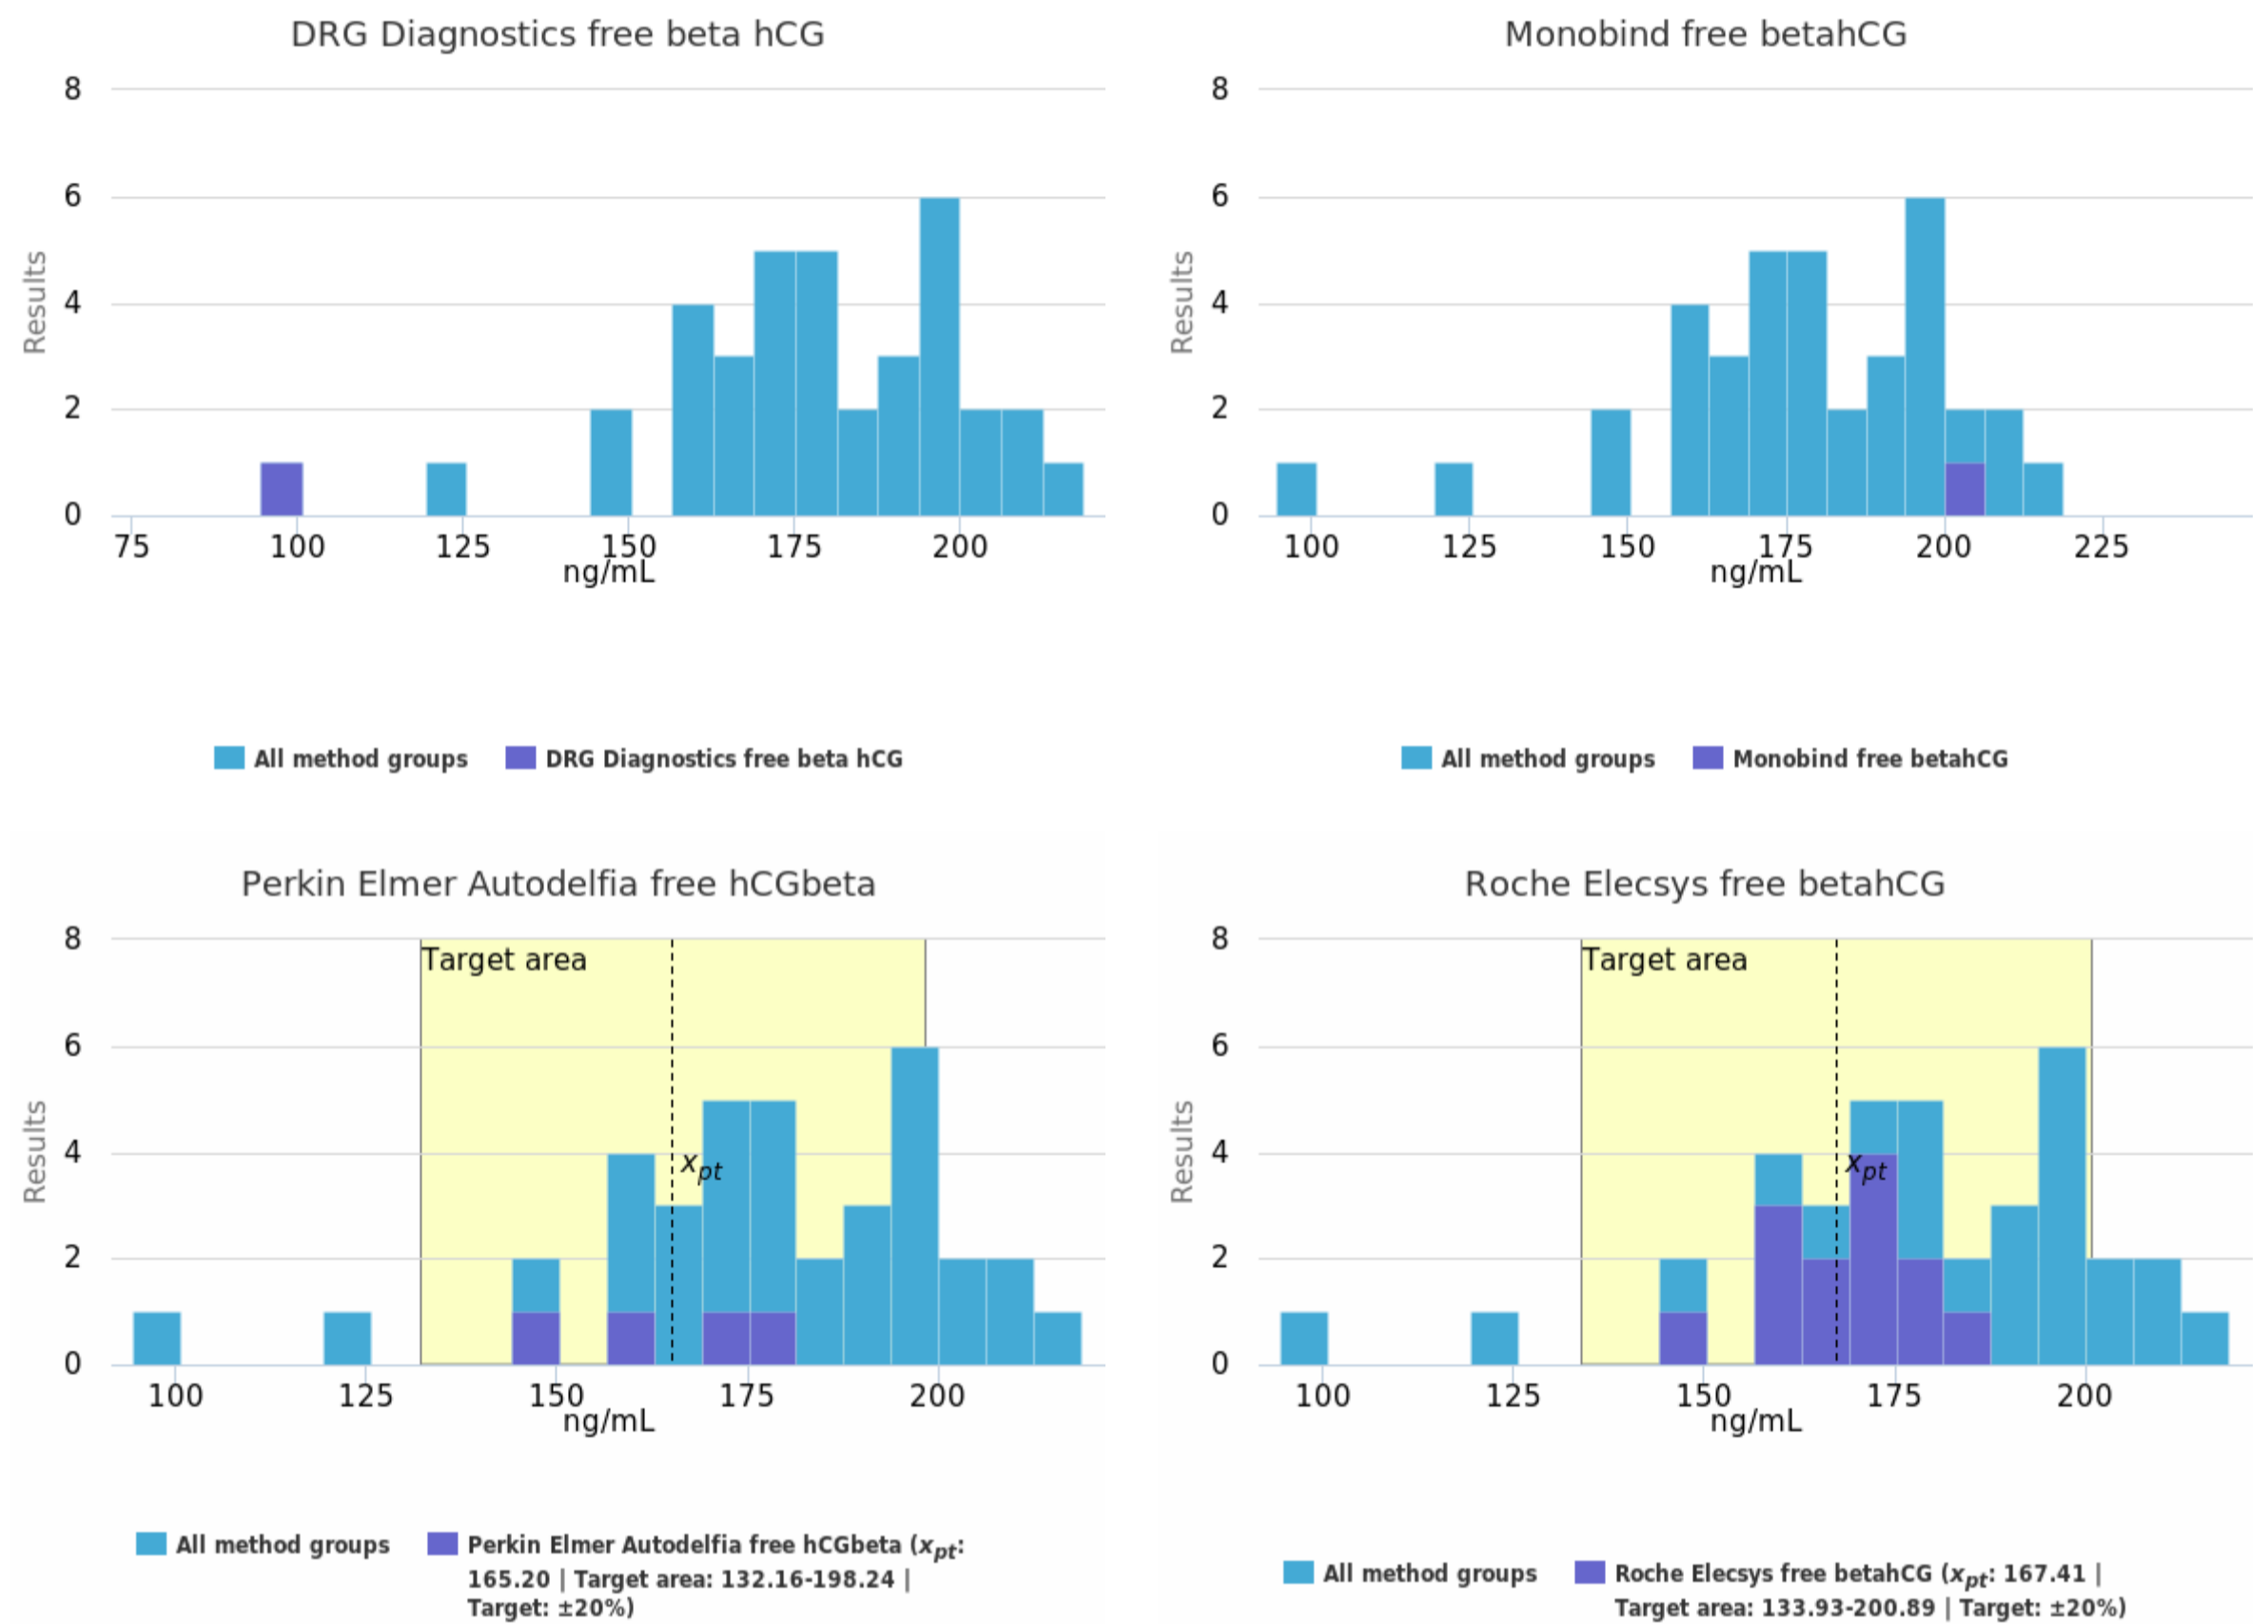 DRG Diagnostics free beta hCG
8
6
4
2
0
Results
75 100 125 150 175 200
ng/mL
All method groups DRG Diagnostics free beta hCG
Monobind free betahCG
8
6
4
2
0
Results
100 125 150 175 200 225
ng/mL
All method groups Monobind free betahCG
Perkin Elmer Autodelfia free hCGbeta
8
6
4
2
0
Results
Target area
xpt
100 125 150 175 200
ng/mL
All method groups Perkin Elmer Autodelfia free hCGbeta (xpt:
165.20 | Target area: 132.16-198.24 |
Target: ±20%)
Roche Elecsys free betahCG
8
6
4
2
0
Results
Target area
xpt
100 125 150 175 200
ng/mL
All method groups Roche Elecsys free betahCG (xpt: 167.41 |
Target area: 133.93-200.89 | Target: ±20%)